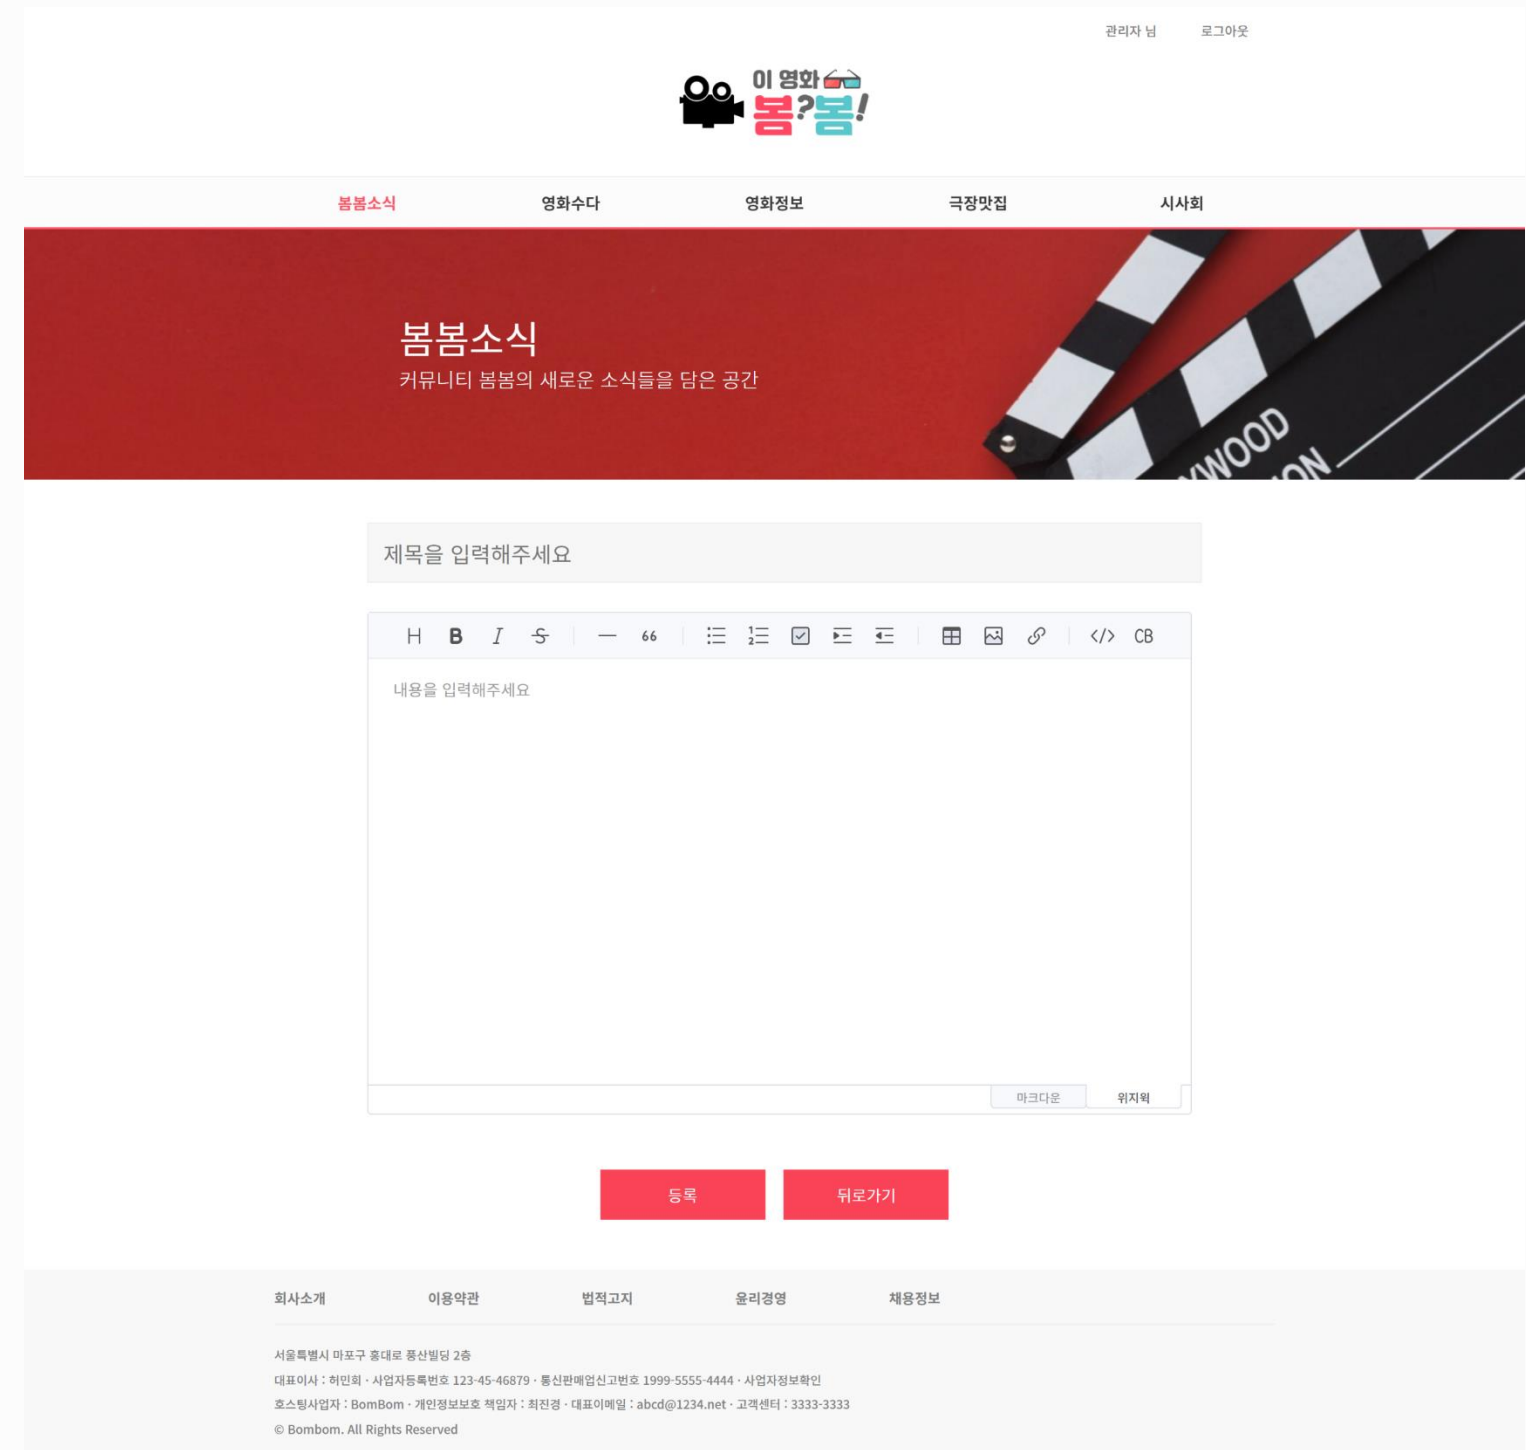 관리자 님 로그아웃
이 영화
봄?봄!
봄봄소식 영화수다 영화정보 극장맛집 시사회
봄봄소식
커뮤니티 봄봄의 새로운 소식들을 담은 공간
제목을 입력해주세요
H B I S — 66 </> CB
내용을 입력해주세요
마크다운 위지윅
등록 뒤로가기
회사소개 이용약관 법적고지 윤리경영 채용정보
서울특별시 마포구 홍대로 풍산빌딩 2층
대표이사 : 허민회 · 사업자등록번호 123-45-46879 · 통신판매업신고번호 1999-5555-4444 · 사업자정보확인
호스팅사업자 : BomBom · 개인정보보호 책임자 : 최진경 · 대표이메일 : abcd@1234.net · 고객센터 : 3333-3333
© Bombom. All Rights Reserved